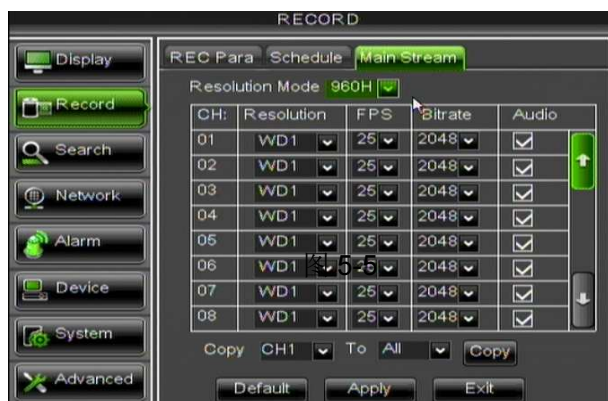 RECORD
Display
REC Para Schedule Main Stream
Resolution Mode 960H
Record
CH: Resolution FPS Bitrate Audio
01 WD1 25 2048
Search
02 WD1 25 2048
03 WD1 25 2048
Network
04 WD1 25 2048
05 WD1 25 2048
Alarm
06 WD1 25 2048
图 5-5
Device
07 WD1 25 2048
08 WD1 25 2048
System
Copy CH1 To All Copy
Advanced
Default Apply Exit